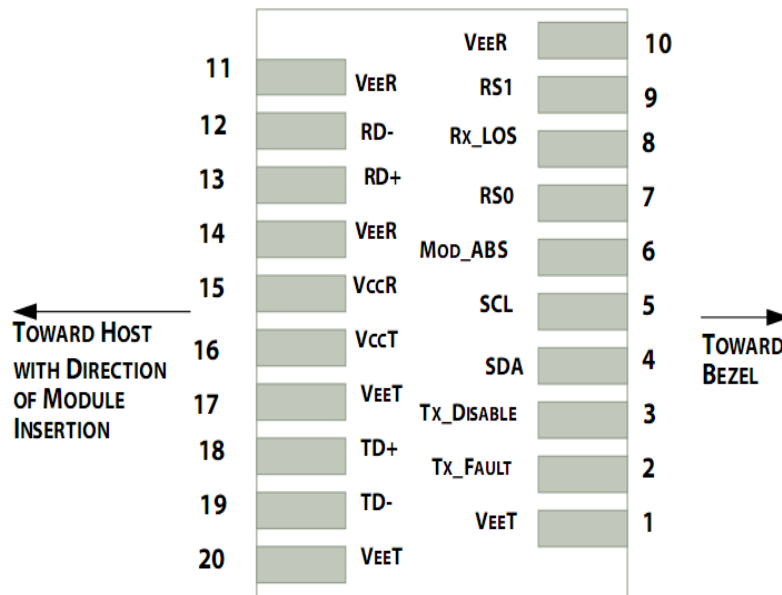 11 VEER
12 RD-
13 RD+
14 VEER
15 VCCR
16 VCCT
17 VEET
18 TD+
19 TD-
20 VEET
VEER 10
RS1 9
RX_LOS 8
RS0 7
MOD_ABS 6
SCL 5
SDA 4
TX_DISABLE 3
TX_FAULT 2
VEET 1
TOWARD HOST
WITH DIRECTION
OF MODULE
INSERTION
TOWARD
BEZEL